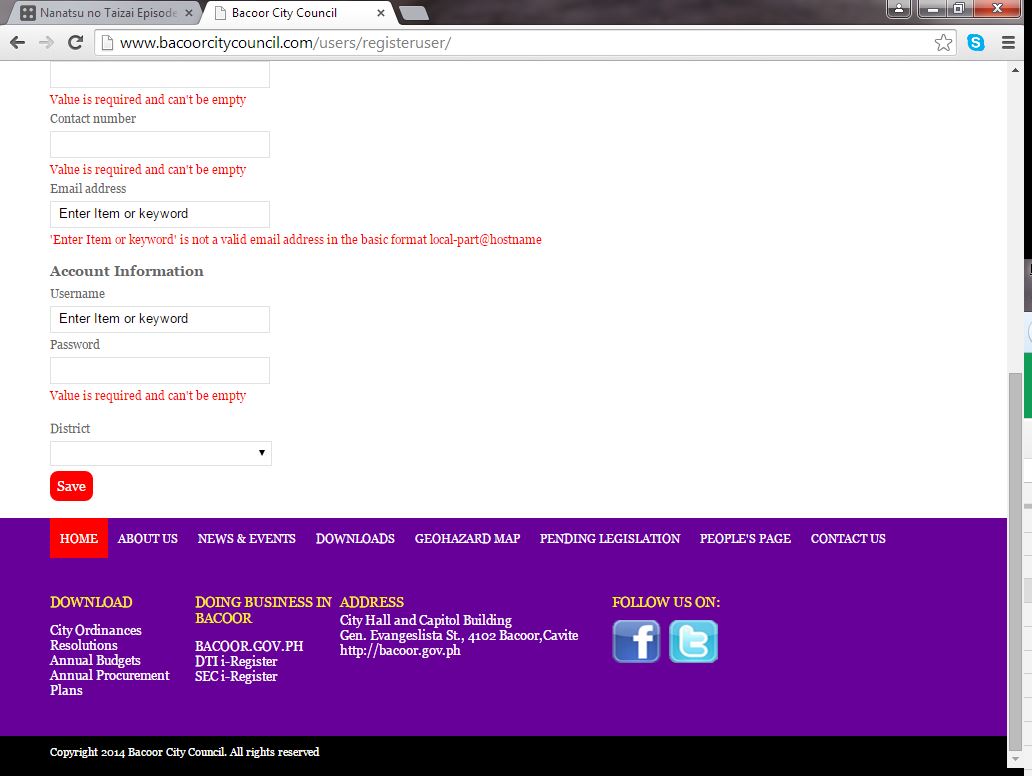 Nanatsu no Taizai Episode
Bacoor City Council
www.bacoorcitycouncil.com/users/registeruser/
Value is required and can't be empty
Contact number
Value is required and can't be empty
Email address
Enter Item or keyword
'Enter Item or keyword' is not a valid email address in the basic format local-part@hostname
Account Information
Username
Enter Item or keyword
Password
Value is required and can't be empty
District
Save
HOME ABOUT US NEWS & EVENTS DOWNLOADS GEOHAZARD MAP PENDING LEGISLATION PEOPLE'S PAGE CONTACT US
DOWNLOAD
City Ordinances
Resolutions
Annual Budgets
Annual Procurement
Plans
DOING BUSINESS IN
BACOOR
BACOOR.GOV.PH
DTI i-Register
SEC i-Register
ADDRESS
City Hall and Capitol Building
Gen. Evangeslista St., 4102 Bacoor,Cavite
http://bacoor.gov.ph
FOLLOW US ON:
Copyright 2014 Bacoor City Council. All rights reserved